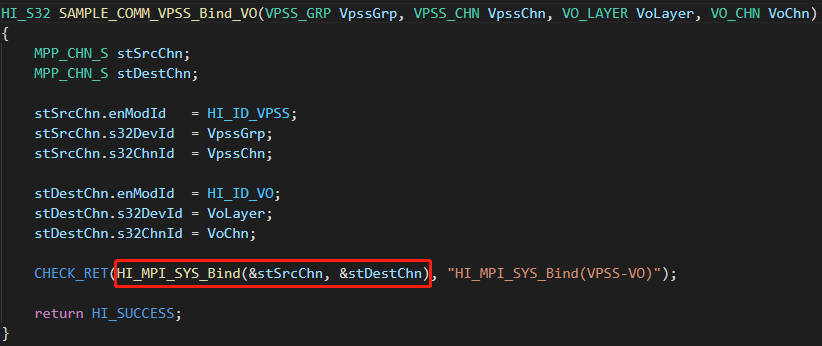 HI_S32 SAMPLE_COMM_VPSS_Bind_VO(VPSS_GRP VpssGrp, VPSS_CHN VpssChn, VO_LAYER VoLayer, VO_CHN VoChn)
{
    MPP_CHN_S stSrcChn;
    MPP_CHN_S stDestChn;

    stSrcChn.enModId   = HI_ID_VPSS;
    stSrcChn.s32DevId  = VpssGrp;
    stSrcChn.s32ChnId  = VpssChn;

    stDestChn.enModId  = HI_ID_VO;
    stDestChn.s32DevId = VoLayer;
    stDestChn.s32ChnId = VoChn;

    CHECK_RET(HI_MPI_SYS_Bind(&stSrcChn, &stDestChn), "HI_MPI_SYS_Bind(VPSS-VO)");

    return HI_SUCCESS;
}